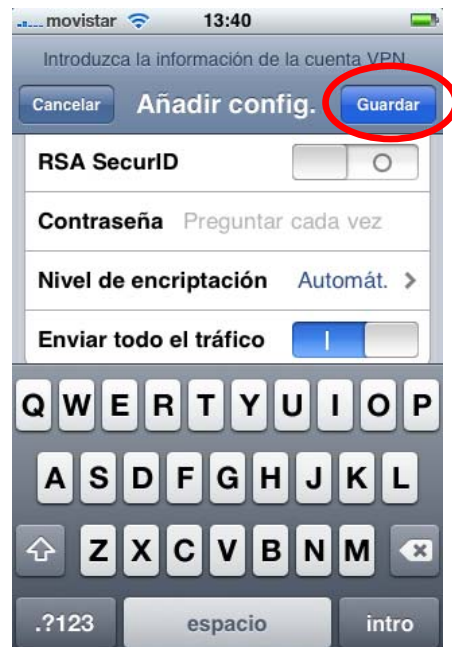 movistar 13:40
Introduzca la información de la cuenta VPN
Cancelar Añadir config. Guardar
RSA SecurID
Contraseña Preguntar cada vez
Nivel de encriptación Automát.
Enviar todo el tráfico
Q W E R T Y U I O P
A S D F G H J K L
Z X C V B N M
.?123 espacio intro